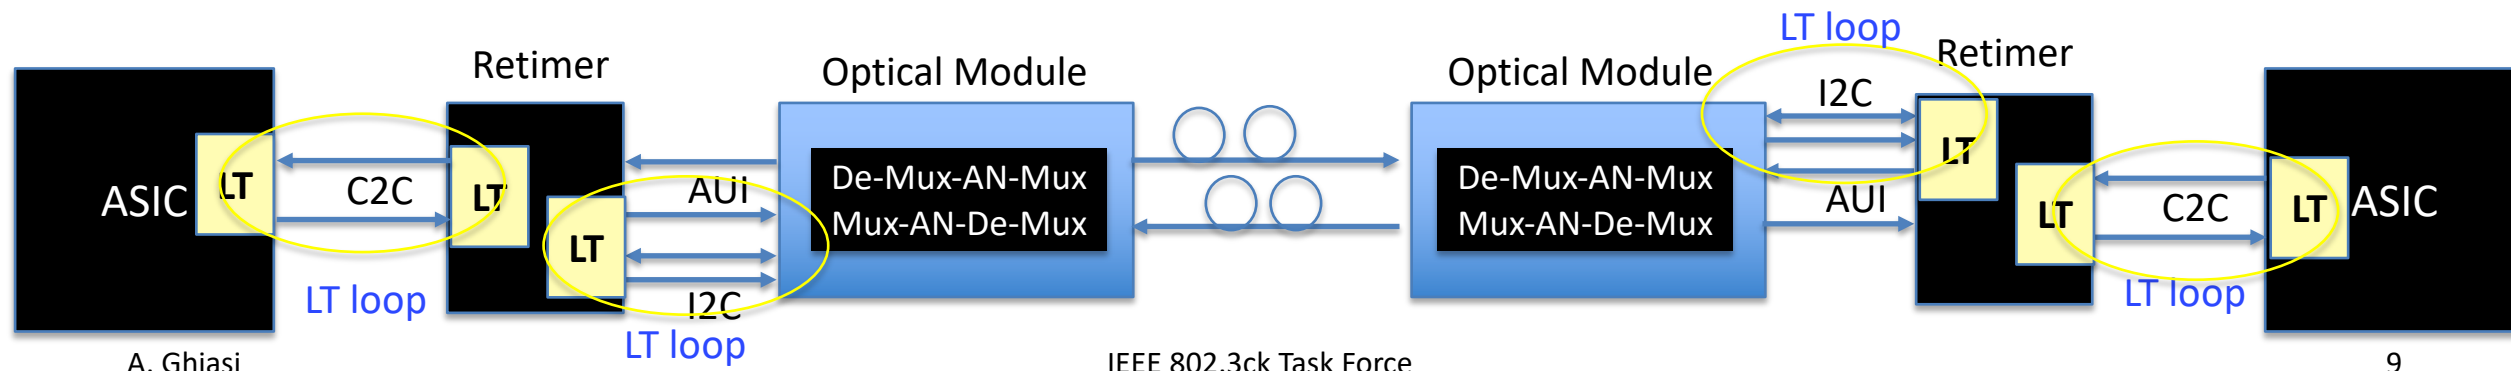 LT loop
Retimer
Optical Module
Optical Module
Retimer
I2C
ASIC
LT
C2C
LT
AUI
De-Mux-AN-Mux
Mux-AN-De-Mux
De-Mux-AN-Mux
Mux-AN-De-Mux
LT
AUI
LT
C2C
LT
ASIC
LT
I2C
LT loop
LT loop
LT loop
A. Ghiasi
IEEE 802.3ck Task Force
9